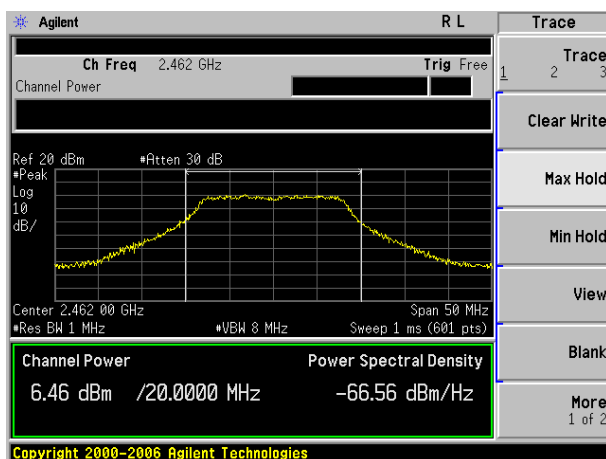 Agilent R L Trace
Ch Freq 2.462 GHz Trig Free
Channel Power
Trace
1 2 3
Clear Write
Max Hold
Min Hold
View
Blank
More
1 of 2
Ref 20 dBm #Atten 30 dB
#Peak
Log
10
dB/
Center 2.462 00 GHz Span 50 MHz
#Res BW 1 MHz #VBW 8 MHz Sweep 1 ms (601 pts)
Channel Power Power Spectral Density
6.46 dBm /20.0000 MHz -66.56 dBm/Hz
Copyright 2000-2006 Agilent Technologies